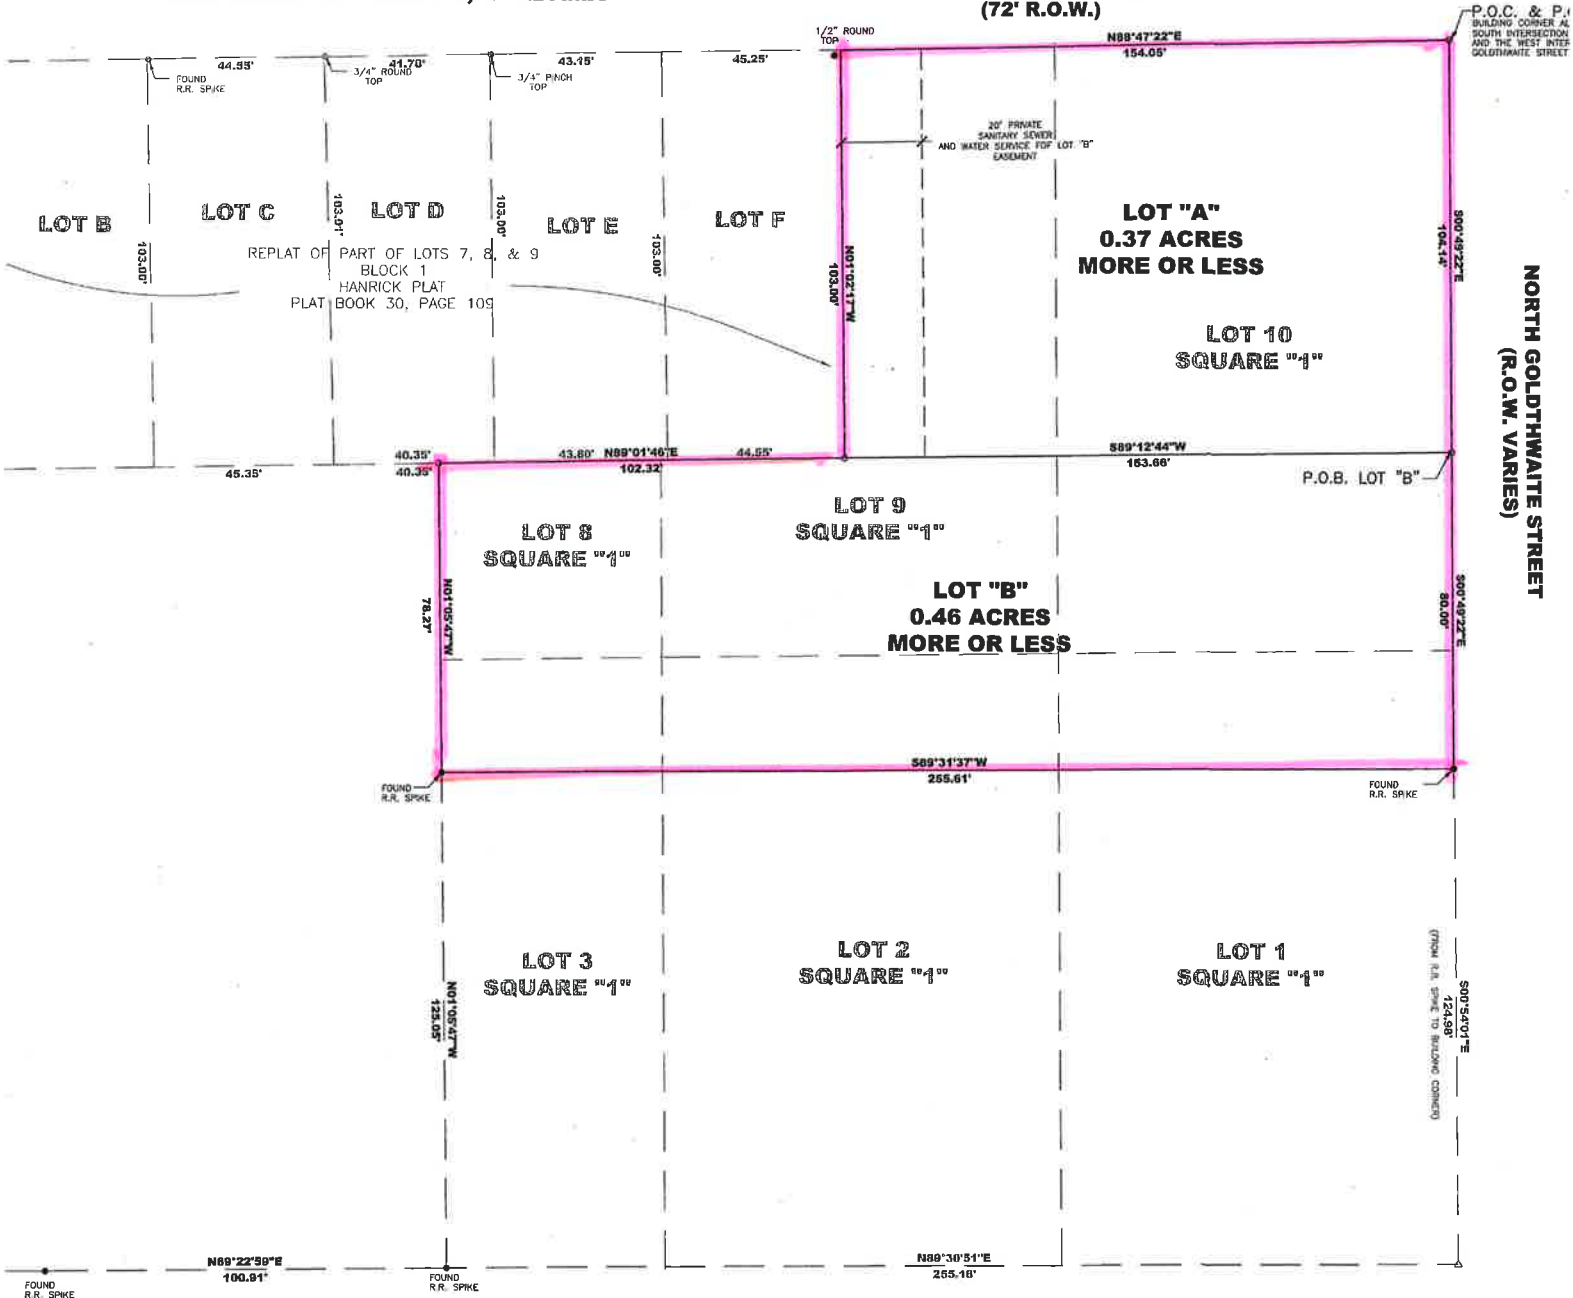 (72' R.O.W.)
P.O.C. &
BUILDING CORNER
SOUTH INTERSECTION
AND THE WEST
GOLDTHWAITE STREET
1/2" ROUND
TOP
N88°47'22"E
154.05'
44.55'
41.70'
43.15'
45.25'
FOUND
R.R. SPIKE
3/4" ROUND
TOP
3/4" PINCH
TOP
20' PRIVATE
SANITARY SEWER
AND WATER SERVICE FOR LOT "B"
EASEMENT
LOT B
LOT C
LOT D
LOT E
LOT F
103.00'
103.01'
103.00'
103.00'
REPLAT OF PART OF LOTS 7, 8, & 9
BLOCK 1
HANRICK PLAT
PLAT BOOK 30, PAGE 109
N01°02'17"W
103.00'
LOT "A"
0.37 ACRES
MORE OR LESS
S00°49'22"E
104.14'
LOT 10
SQUARE "1"
NORTH GOLDTHWAITE STREET
(R.O.W. VARIES)
40.35'
40.35'
45.35'
43.80'
N89°01'46"E
44.55'
102.32'
S89°12'44"W
153.66'
P.O.B. LOT "B"
LOT 8
SQUARE "1"
LOT 9
SQUARE "1"
LOT "B"
0.46 ACRES
MORE OR LESS
N01°05'47"W
78.27'
S00°49'22"E
80.00'
S89°31'37"W
255.61'
FOUND
R.R. SPIKE
FOUND
R.R. SPIKE
LOT 3
SQUARE "1"
LOT 2
SQUARE "1"
LOT 1
SQUARE "1"
N01°05'47"W
125.05'
S00°54'01"E
124.98'
(FROM R.R. SPIKE TO BUILDING CORNER)
N89°22'59"E
100.91'
N89°30'51"E
255.18'
FOUND
R.R. SPIKE
FOUND
R.R. SPIKE